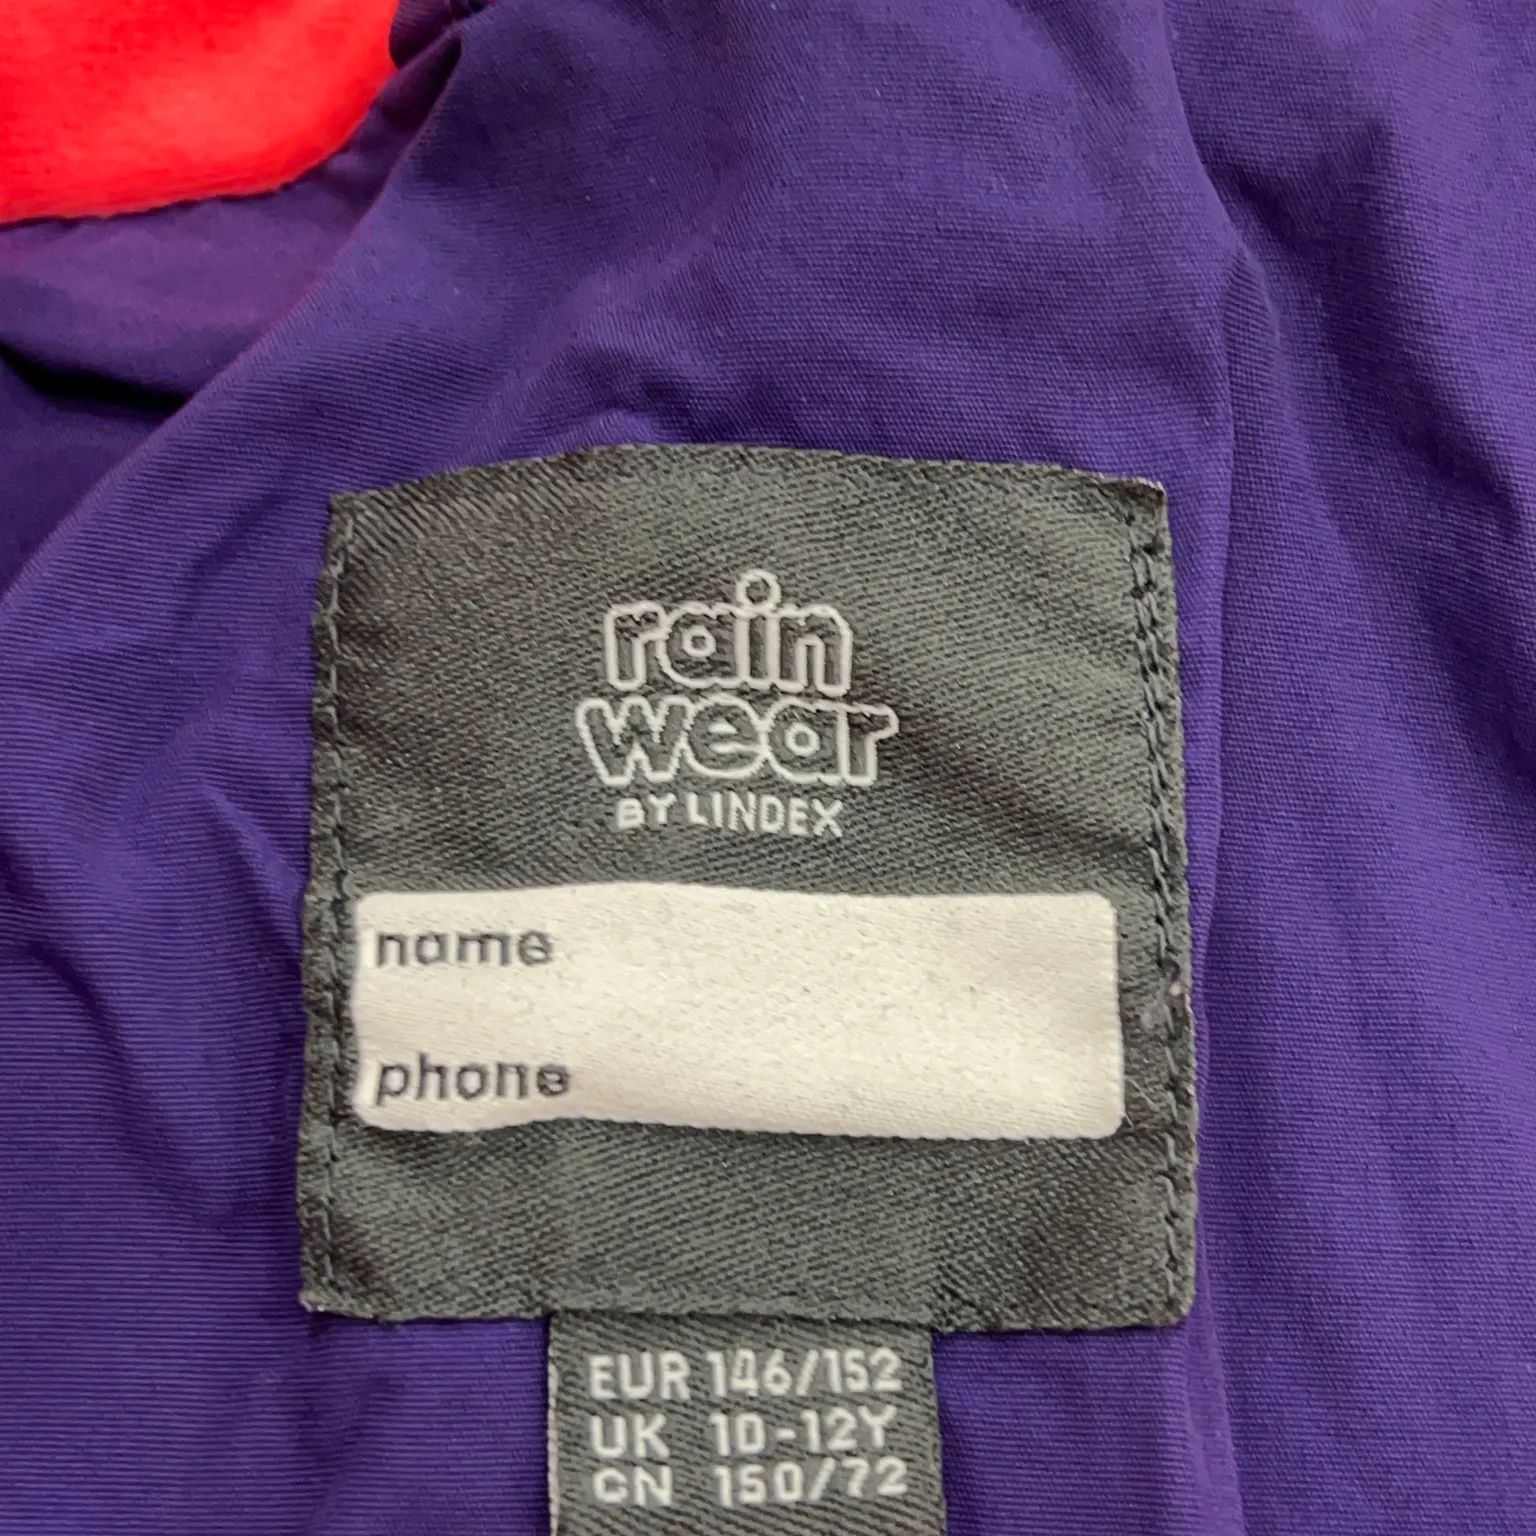 rain
wear
BY LINDEX
name
phone
EUR 146/152
UK 10-12Y
CN 150/72